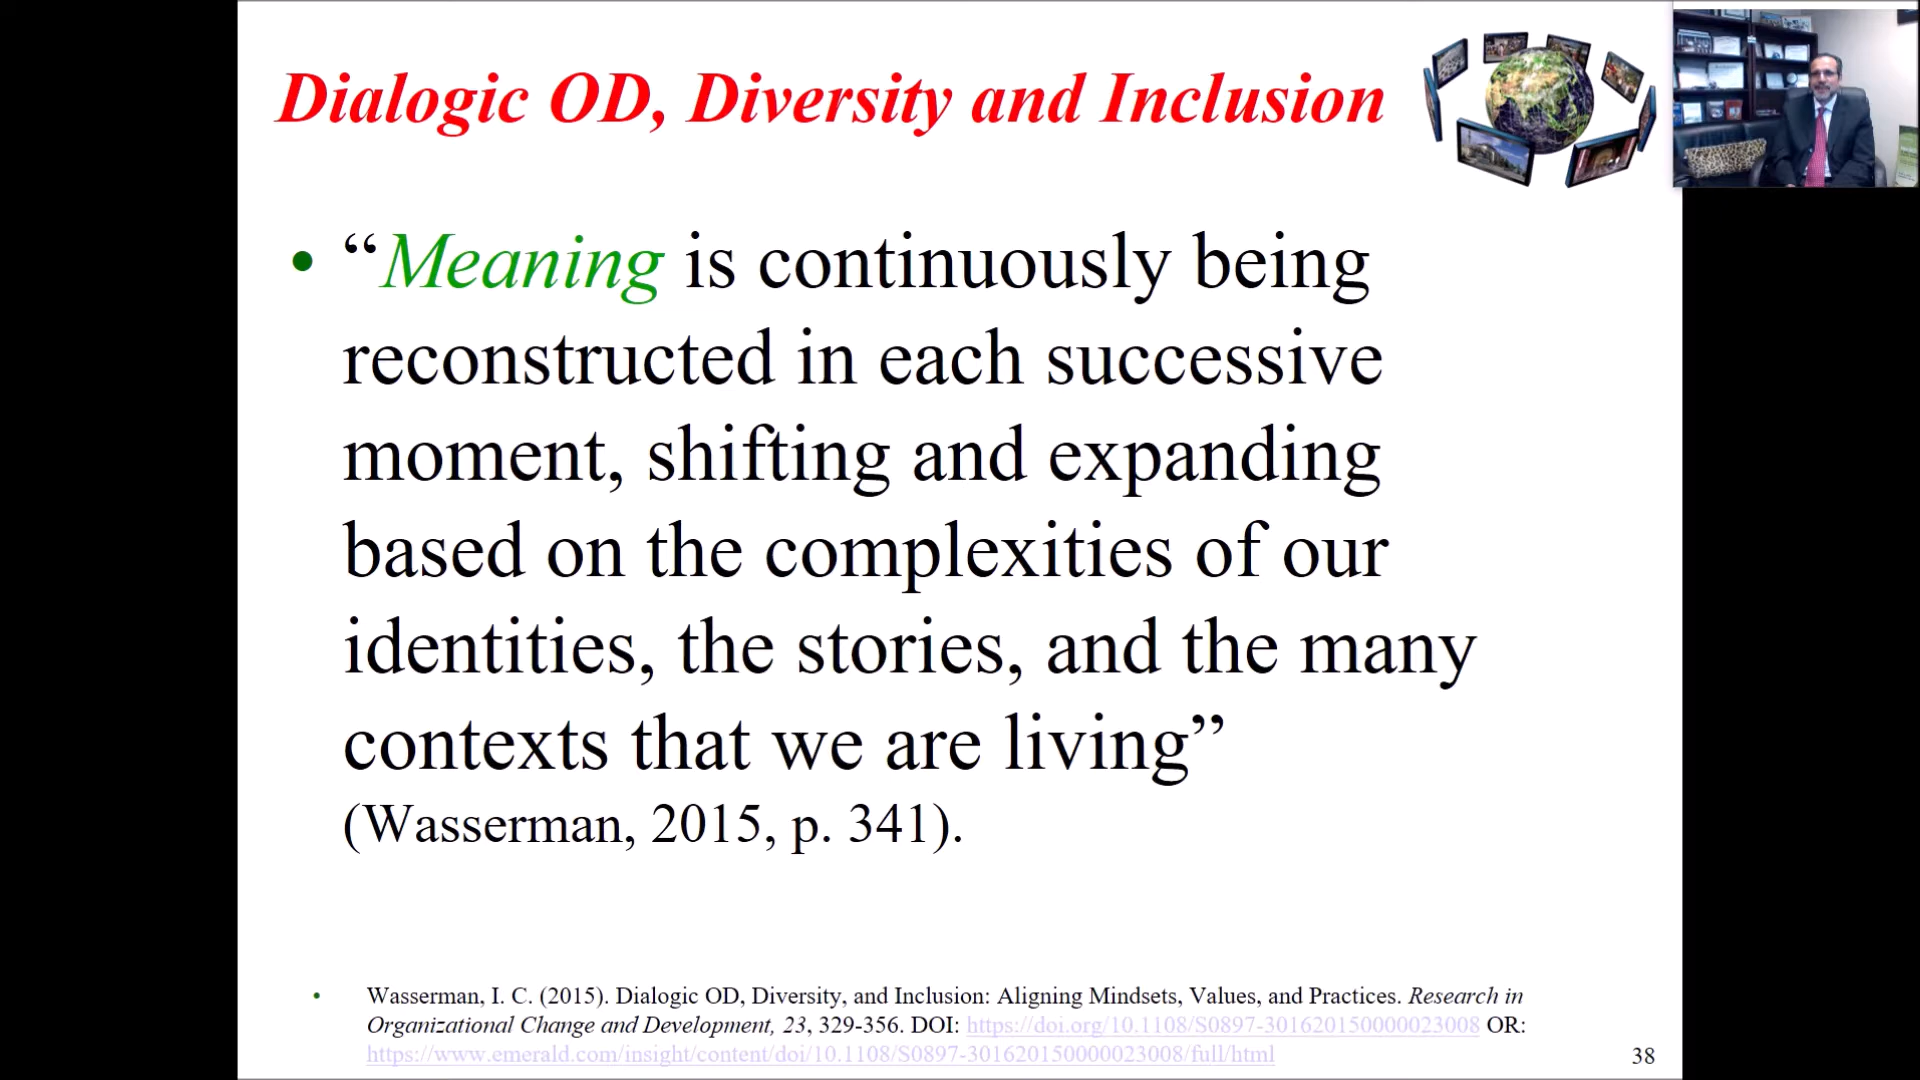 Dialogic OD, Diversity and Inclusion
• “Meaning is continuously being
reconstructed in each successive
moment, shifting and expanding
based on the complexities of our
identities, the stories, and the many
contexts that we are living”
(Wasserman, 2015, p. 341).
• Wasserman, I. C. (2015). Dialogic OD, Diversity, and Inclusion: Aligning Mindsets, Values, and Practices. Research in
Organizational Change and Development, 23, 329-356. DOI: https://doi.org/10.1108/S0897-301620150000023008 OR:
https://www.emerald.com/insight/content/doi/10.1108/S0897-301620150000023008/full/html
38